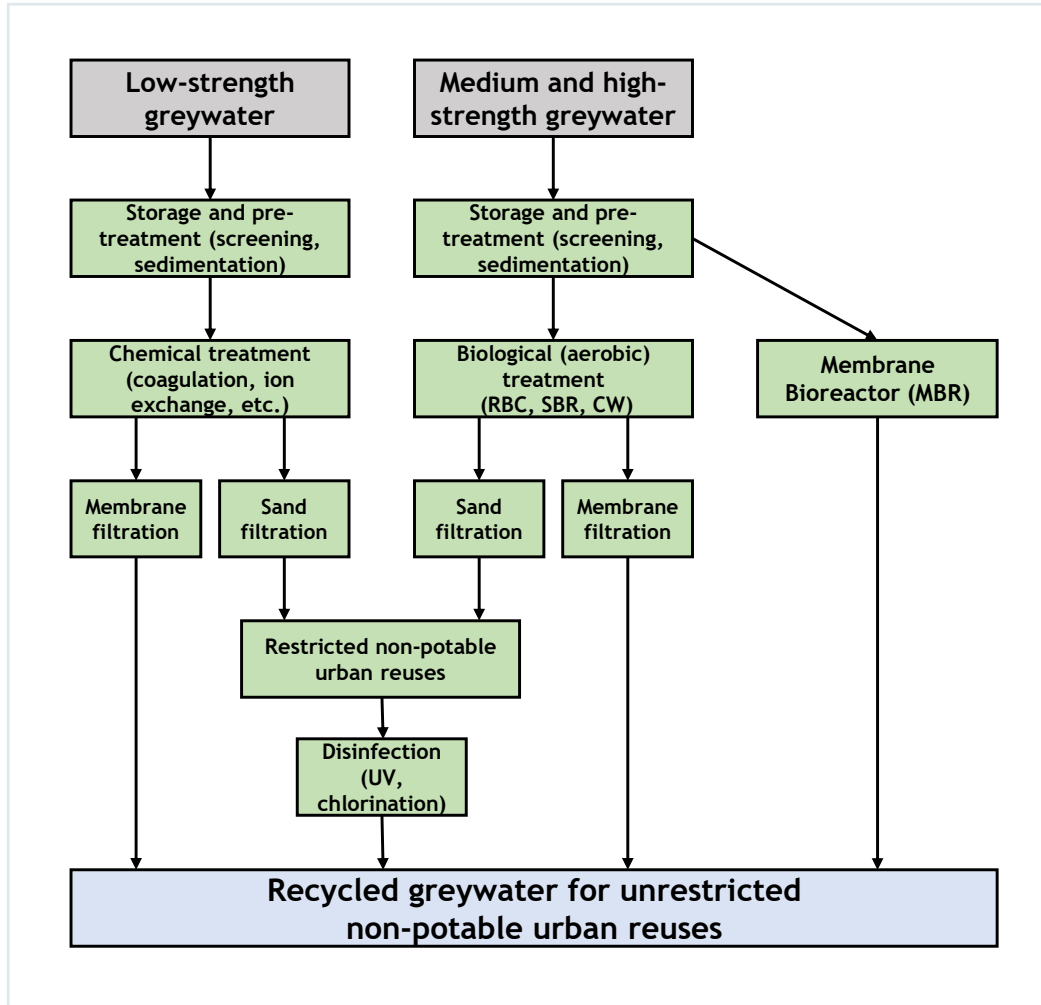 Low-strength
greywater
Medium and high-
strength greywater
Storage and pre-
treatment (screening,
sedimentation)
Storage and pre-
treatment (screening,
sedimentation)
Chemical treatment
(coagulation, ion
exchange, etc.)
Biological (aerobic)
treatment
(RBC, SBR, CW)
Membrane
Bioreactor (MBR)
Membrane
filtration
Sand
filtration
Sand
filtration
Membrane
filtration
Restricted non-potable
urban reuses
Disinfection
(UV,
chlorination)
Recycled greywater for unrestricted
non-potable urban reuses